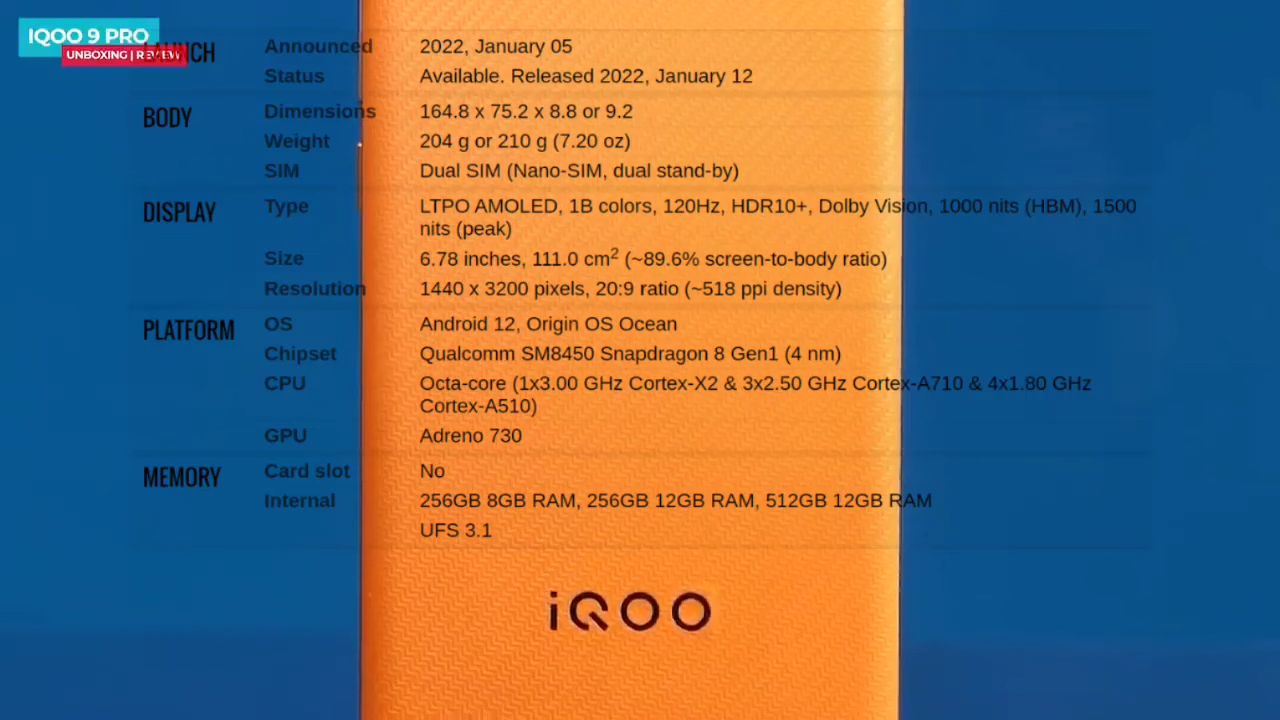 IQOO 9 PRO
UNBOXING | REVIEW
LAUNCH Announced 2022, January 05
Status Available. Released 2022, January 12
BODY Dimensions 164.8 x 75.2 x 8.8 or 9.2
Weight 204 g or 210 g (7.20 oz)
SIM Dual SIM (Nano-SIM, dual stand-by)
DISPLAY Type LTPO AMOLED, 1B colors, 120Hz, HDR10+, Dolby Vision, 1000 nits (HBM), 1500
nits (peak)
Size 6.78 inches, 111.0 cm² (~89.6% screen-to-body ratio)
Resolution 1440 x 3200 pixels, 20:9 ratio (~518 ppi density)
PLATFORM OS Android 12, Origin OS Ocean
Chipset Qualcomm SM8450 Snapdragon 8 Gen1 (4 nm)
CPU Octa-core (1x3.00 GHz Cortex-X2 & 3x2.50 GHz Cortex-A710 & 4x1.80 GHz
Cortex-A510)
GPU Adreno 730
MEMORY Card slot No
Internal 256GB 8GB RAM, 256GB 12GB RAM, 512GB 12GB RAM
UFS 3.1
iQOO